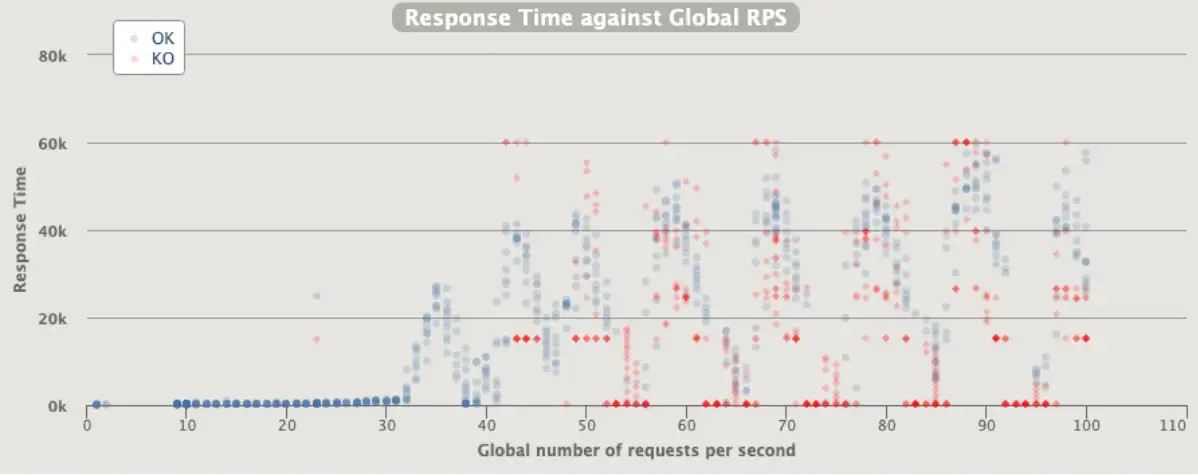 Response Time against Global RPS
OK
KO
80k
60k
40k
20k
0k
Response Time
0 10 20 30 40 50 60 70 80 90 100 110
Global number of requests per second